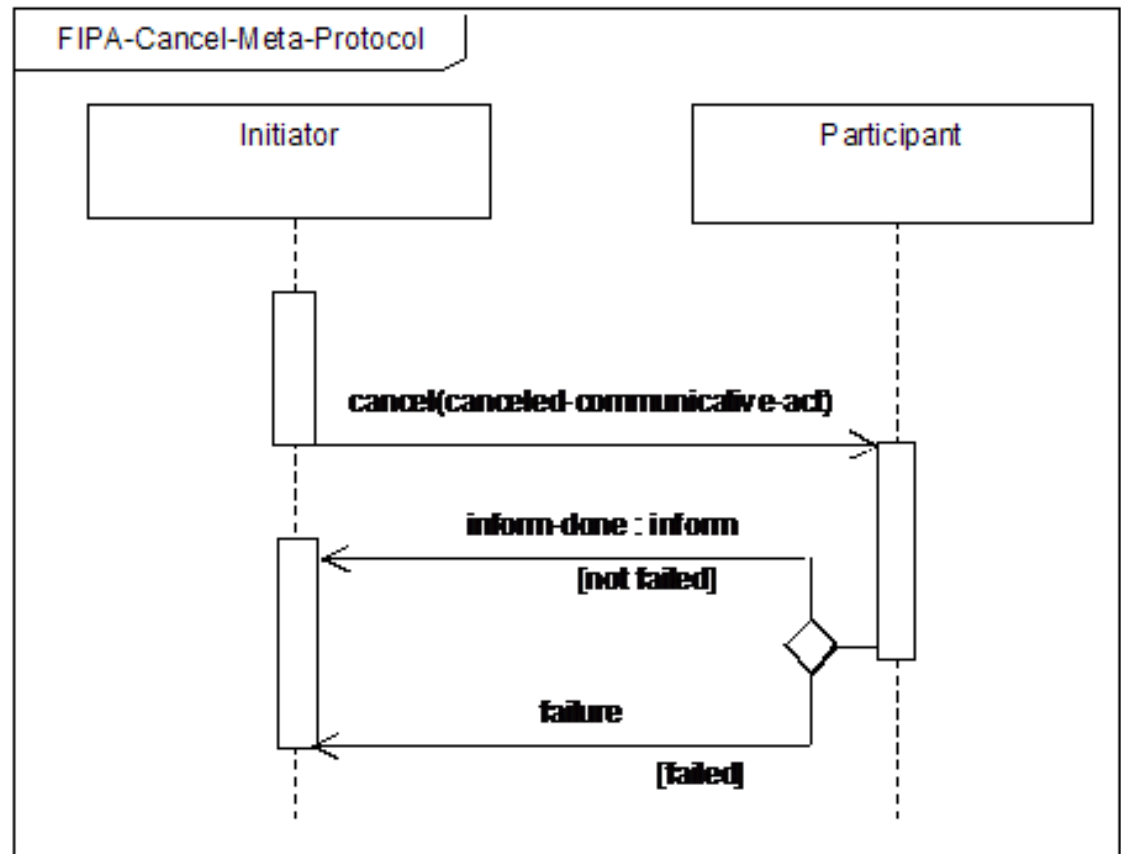 FIPA-Cancel-Meta-Protocol
Initiator
Participant
cancel(canceled-communicative-act)
inform-done : inform
[not failed]
failure
[failed]